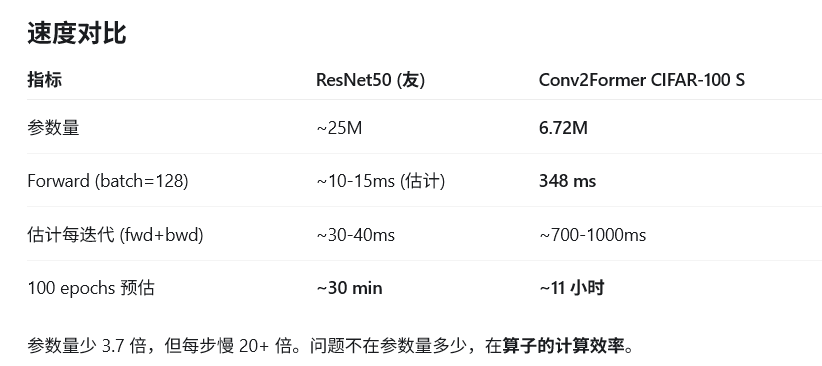 速度对比
指标 ResNet50 (友) Conv2Former CIFAR-100 S
参数量 ~25M 6.72M
Forward (batch=128) ~10-15ms (估计) 348 ms
估计每迭代 (fwd+bwd) ~30-40ms ~700-1000ms
100 epochs 预估 ~30 min ~11 小时
参数量少 3.7 倍，但每步慢 20+ 倍。问题不在参数量多少，在算子的计算效率。